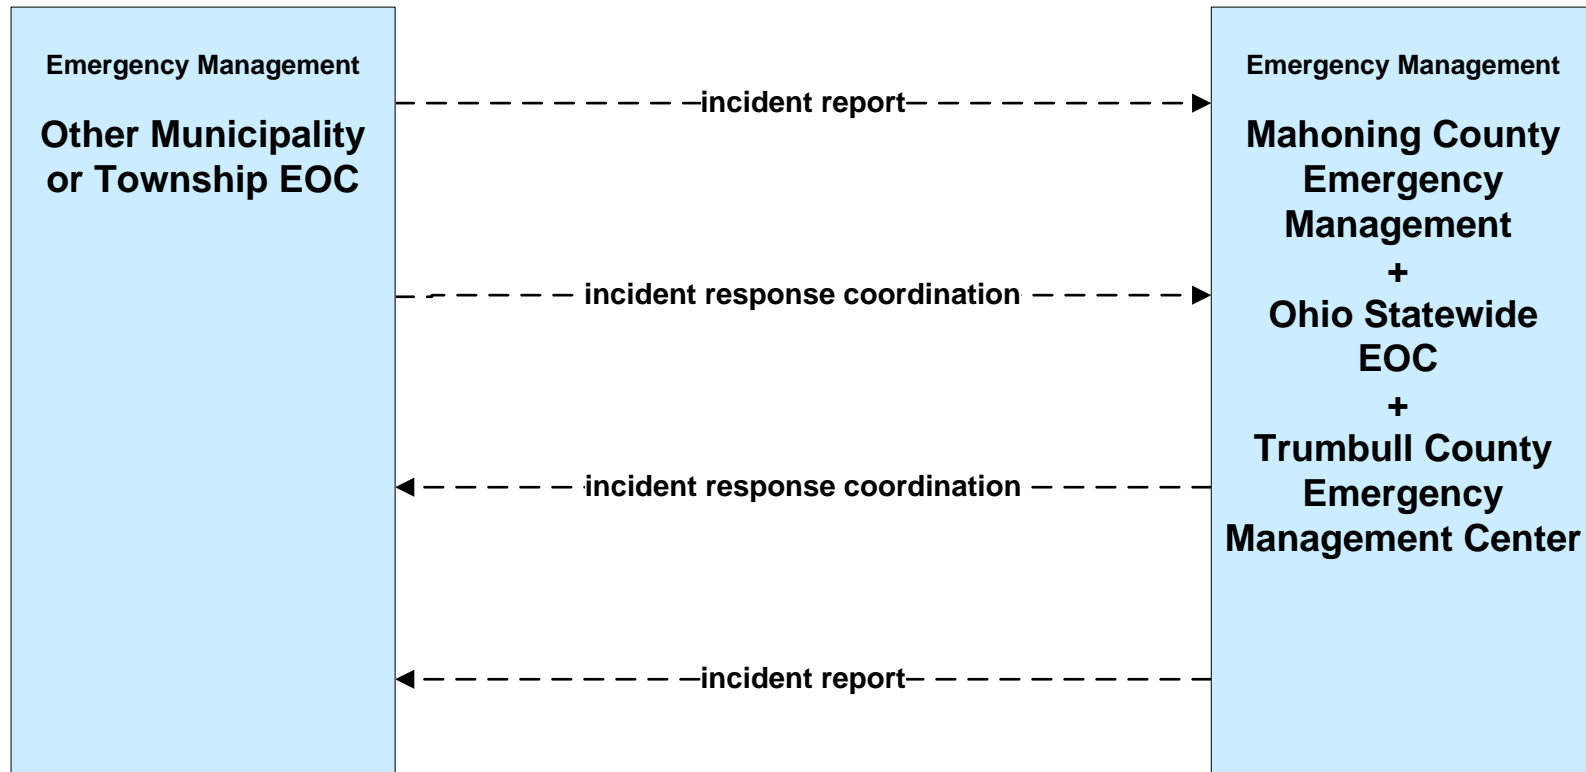 Emergency Management
Other Municipality
or Township EOC
incident report
incident response coordination
incident response coordination
incident report
Emergency Management
Mahoning County
Emergency
Management
+
Ohio Statewide
EOC
+
Trumbull County
Emergency
Management Center